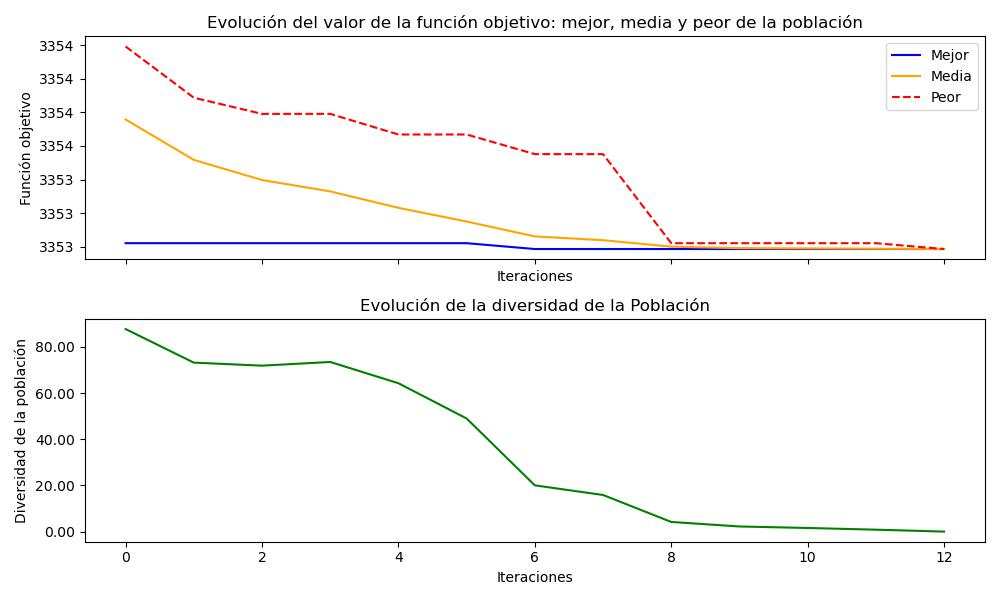 Evolución del valor de la función objetivo: mejor, media y peor de la población
3354
3354
3354
3354
3353
3353
3353
Función objetivo
Mejor
Media
Peor
Iteraciones
Evolución de la diversidad de la Población
80.00
60.00
40.00
20.00
0.00
Diversidad de la población
0 2 4 6 8 10 12
Iteraciones